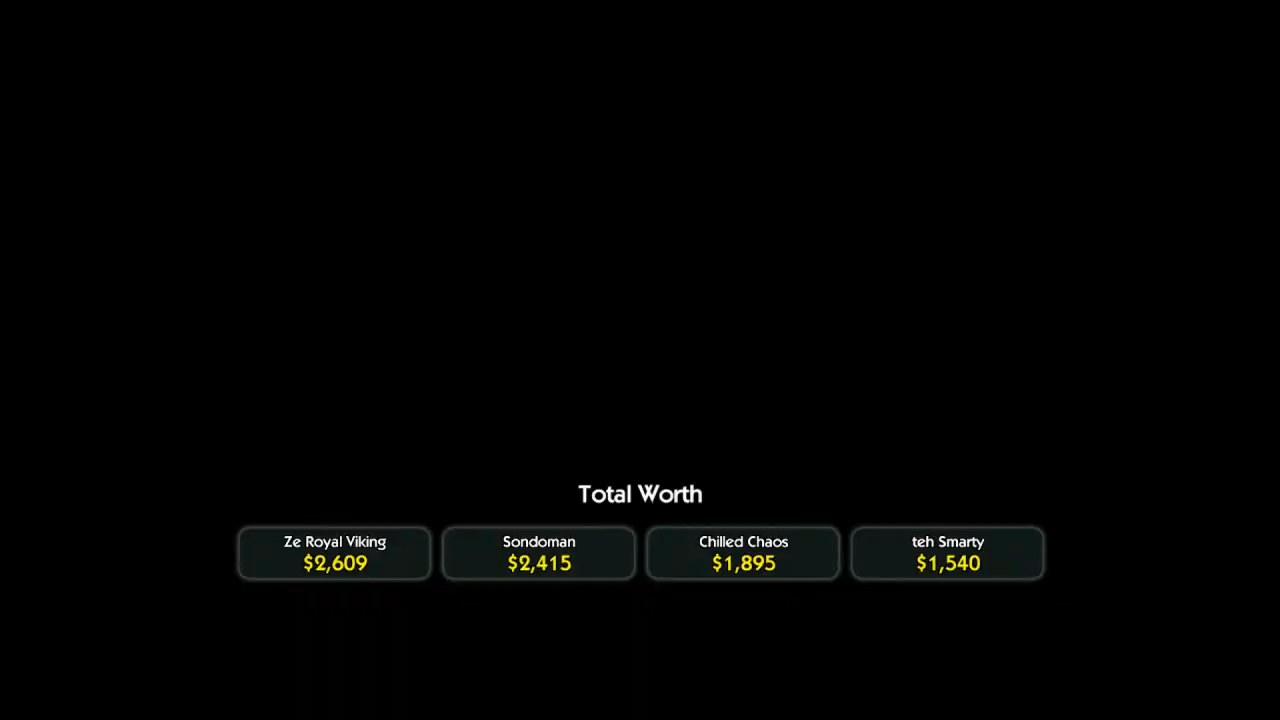 Total Worth
Ze Royal Viking
$2,609
Sondoman
$2,415
Chilled Chaos
$1,895
teh Smarty
$1,540